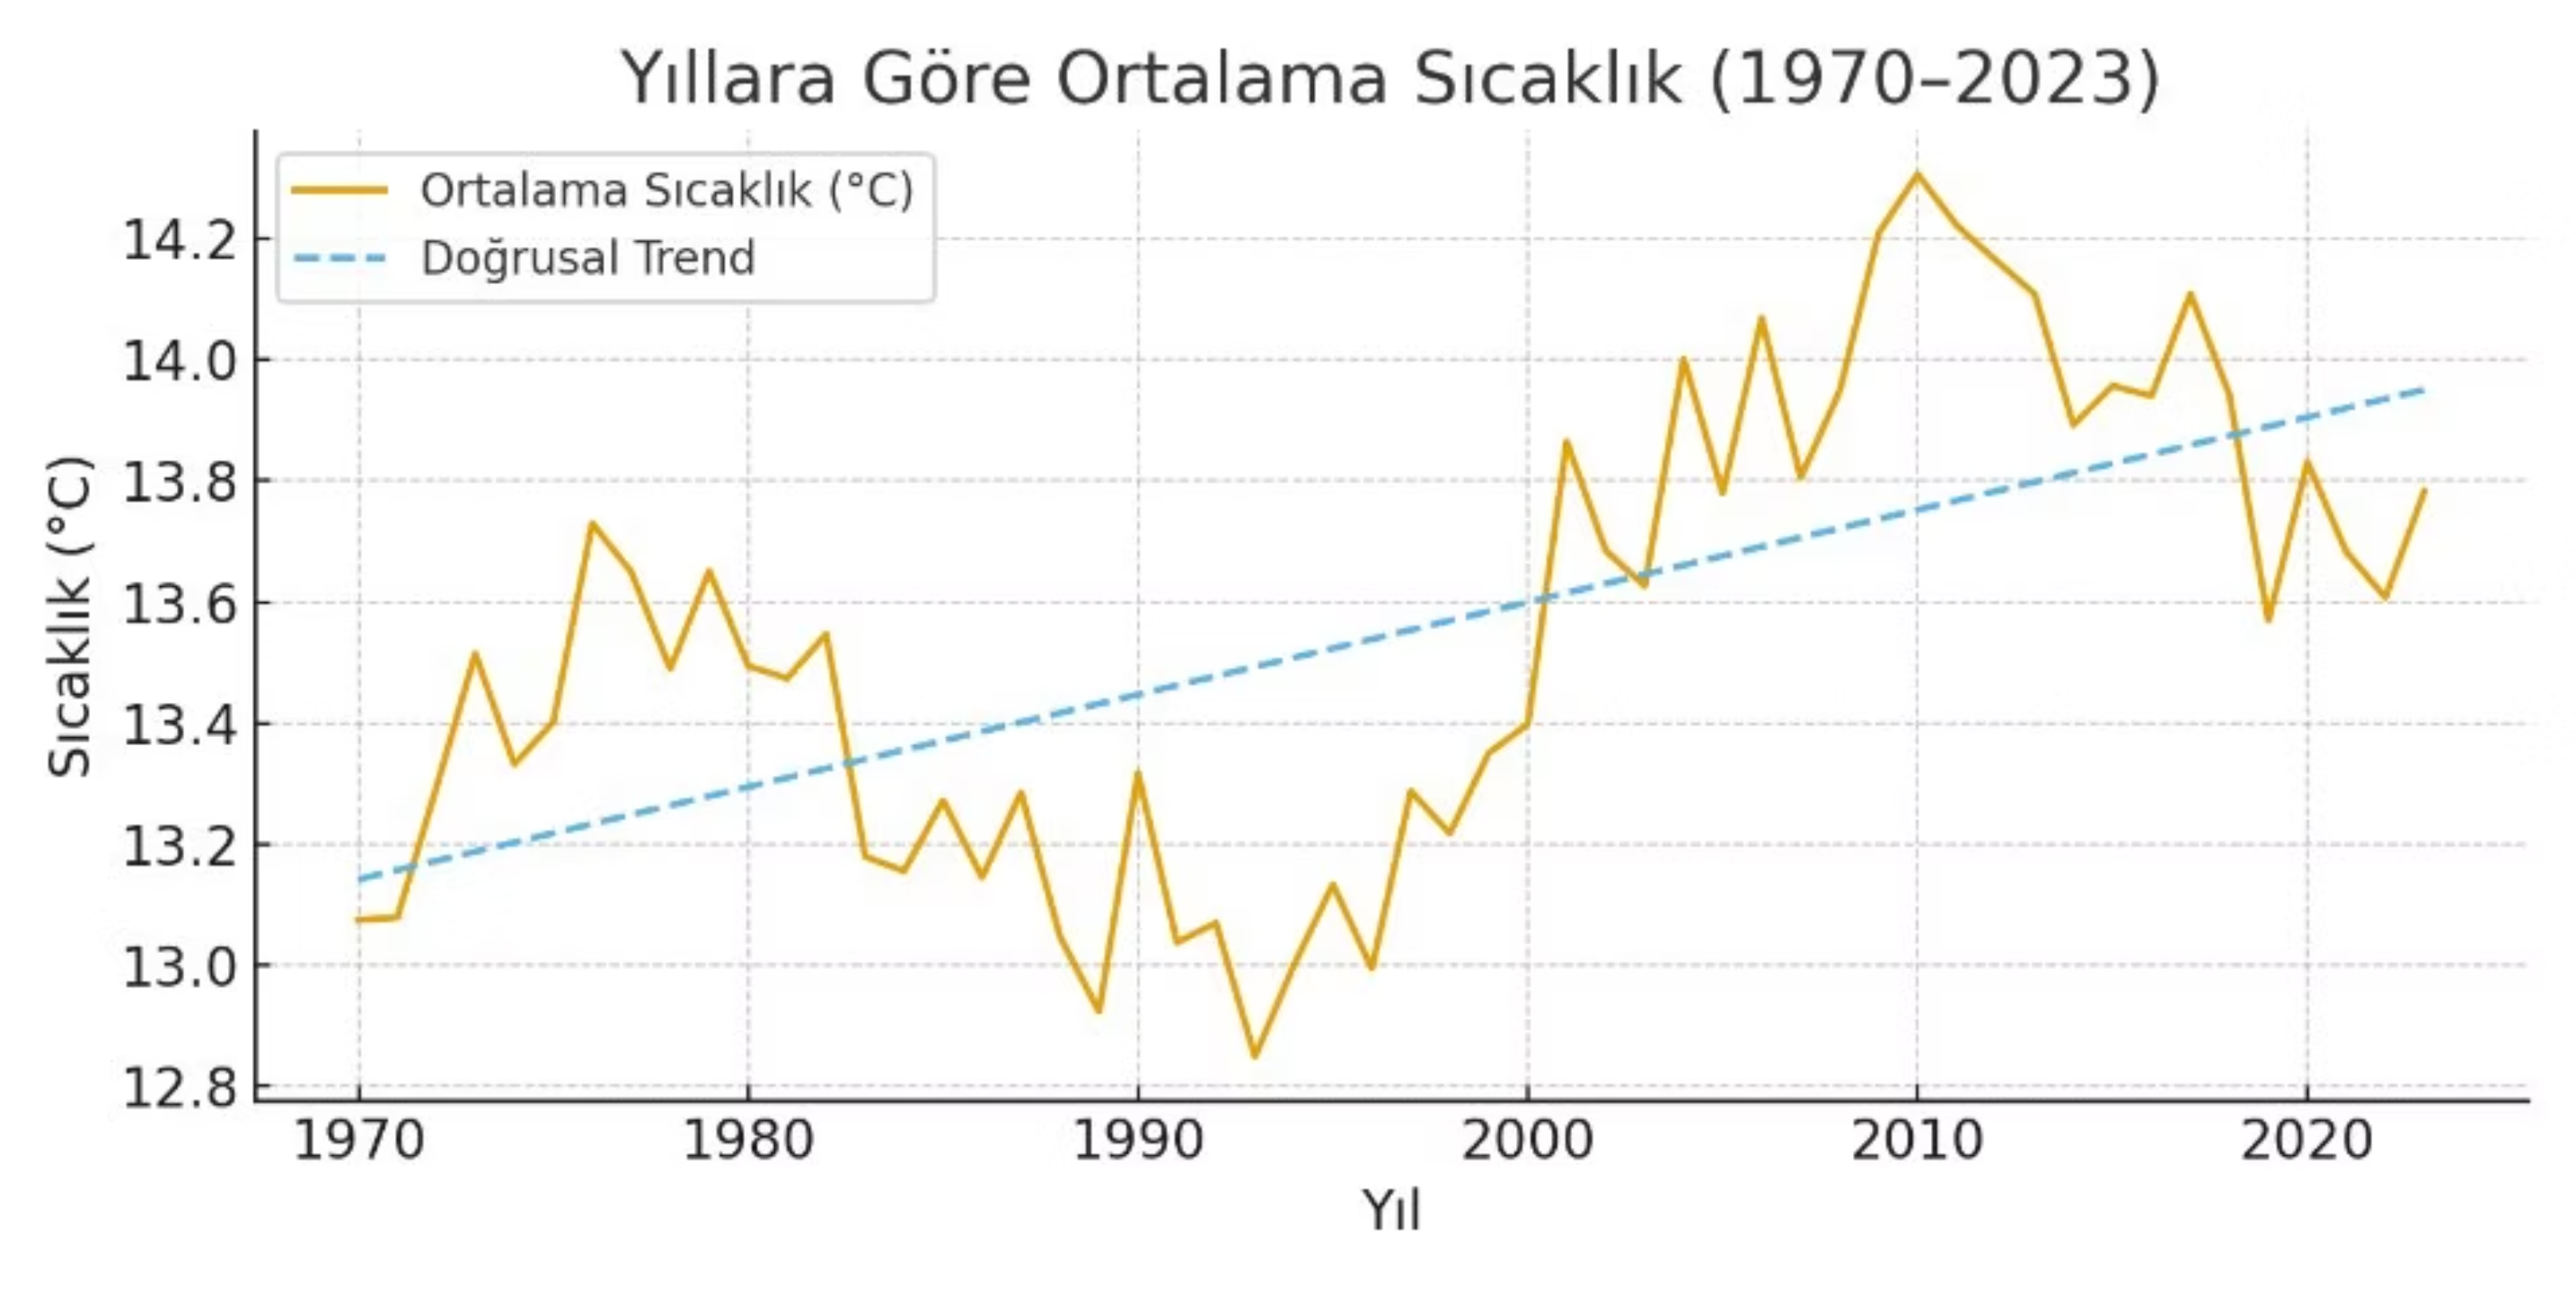 Yıllara Göre Ortalama Sıcaklık (1970–2023)
Ortalama Sıcaklık (°C)
Doğrusal Trend
Sıcaklık (°C)
14.2
14.0
13.8
13.6
13.4
13.2
13.0
12.8
1970 1980 1990 2000 2010 2020
Yıl